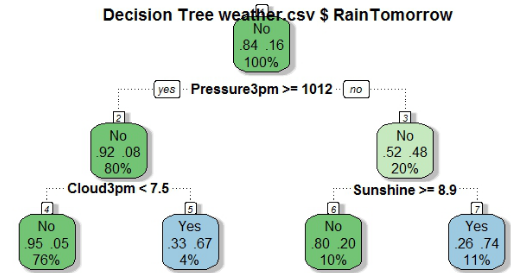 Decision Tree weather.csv $ RainTomorrow
No
.84 .16
100%
yes Pressure3pm >= 1012 no
2 3
No No
.92 .08 .52 .48
80% 20%
Cloud3pm < 7.5 Sunshine >= 8.9
4 5 6 7
No Yes No Yes
.95 .05 .33 .67 .80 .20 .26 .74
76% 4% 10% 11%